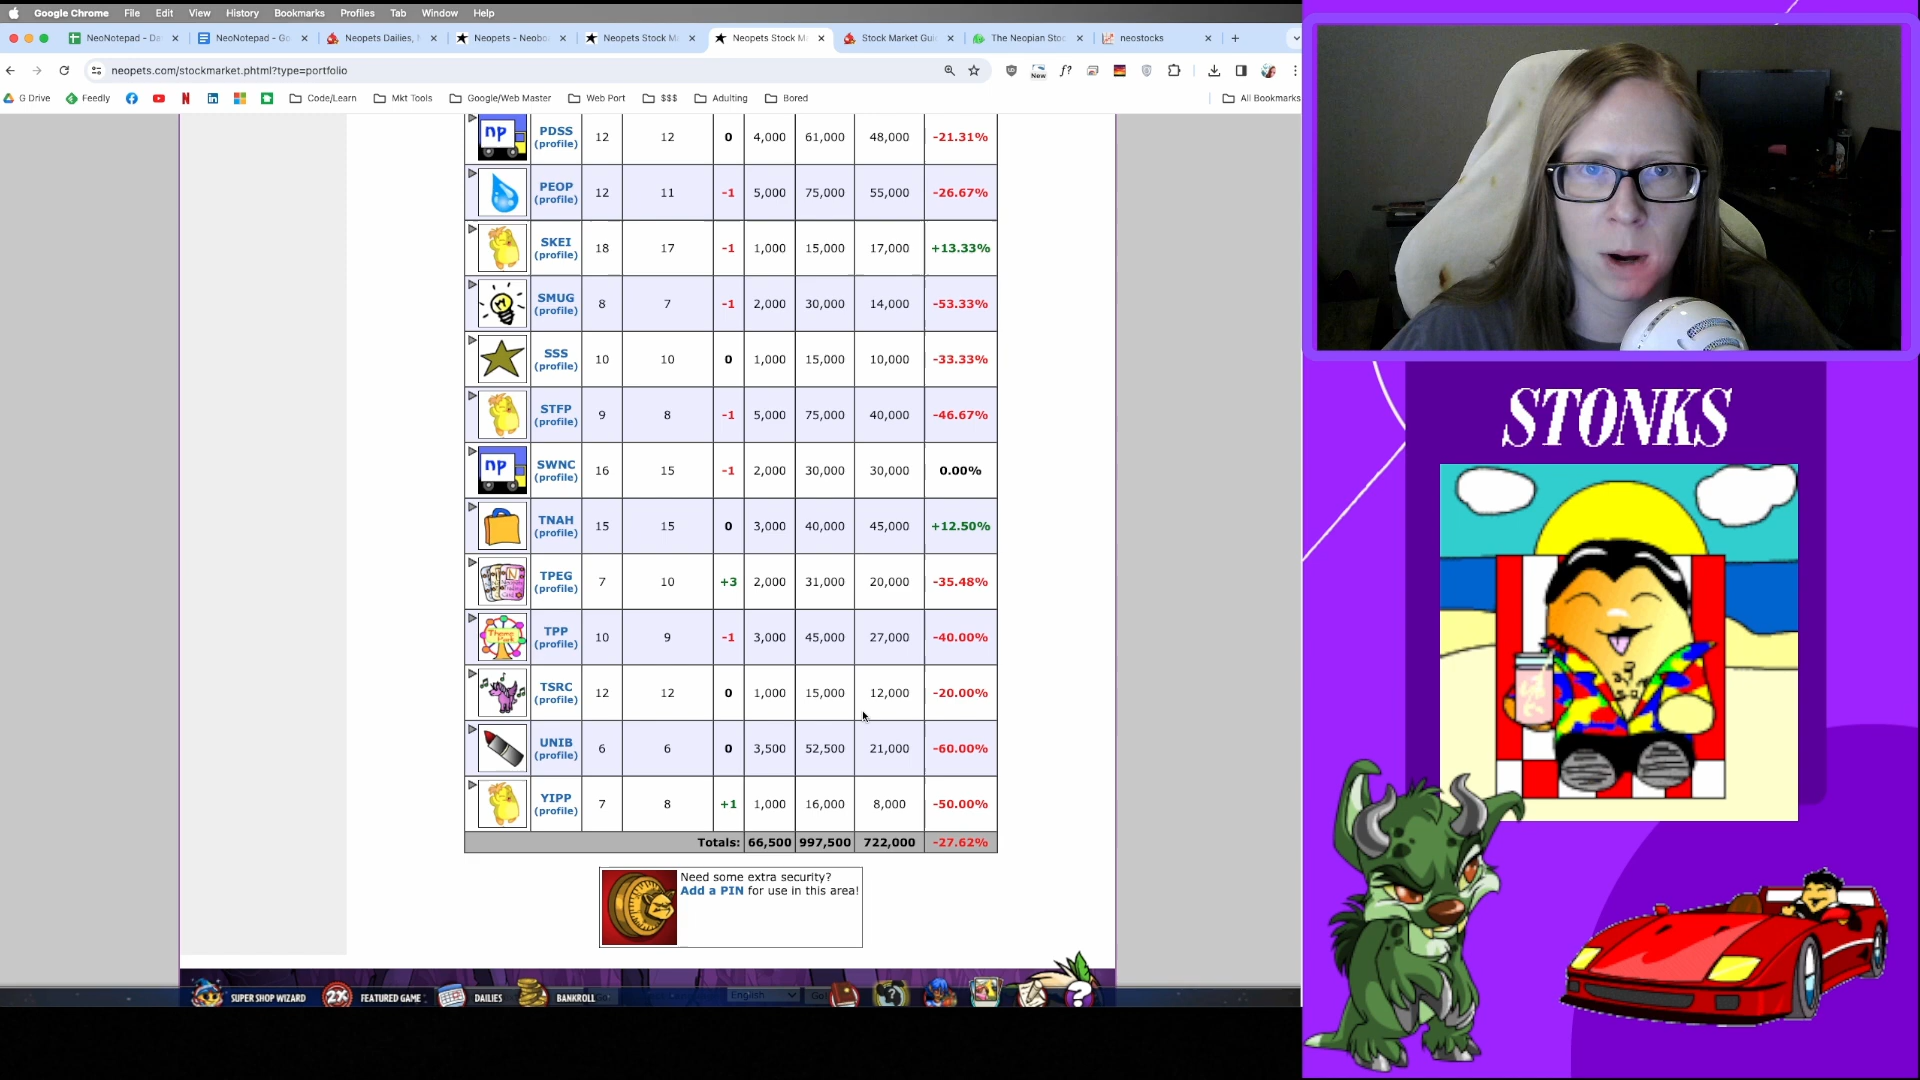 Google Chrome File Edit View History Bookmarks Profiles Tab Window Help
NeoNotepad - Da NeoNotepad - Go Neopets Dailies, N Neopets - Neobo Neopets Stock M Neopets Stock M Stock Market Gui The Neopian Stoc neostocks
neopets.com/stockmarket.phtml?type=portfolio
New
f?
G Drive Feedly Code/Learn Mkt Tools Google/Web Master Web Port $$$ Adulting Bored All Bookmarks
np PDSS (profile) 12 12 0 4,000 61,000 48,000 -21.31%
PEOP (profile) 12 11 -1 5,000 75,000 55,000 -26.67%
SKEI (profile) 18 17 -1 1,000 15,000 17,000 +13.33%
SMUG (profile) 8 7 -1 2,000 30,000 14,000 -53.33%
SSS (profile) 10 10 0 1,000 15,000 10,000 -33.33%
STFP (profile) 9 8 -1 5,000 75,000 40,000 -46.67%
np SWNC (profile) 16 15 -1 2,000 30,000 30,000 0.00%
TNAH (profile) 15 15 0 3,000 40,000 45,000 +12.50%
TPEG (profile) 7 10 +3 2,000 31,000 20,000 -35.48%
Theme Park TPP (profile) 10 9 -1 3,000 45,000 27,000 -40.00%
TSRC (profile) 12 12 0 1,000 15,000 12,000 -20.00%
UNIB (profile) 6 6 0 3,500 52,500 21,000 -60.00%
YIPP (profile) 7 8 +1 1,000 16,000 8,000 -50.00%
Totals: 66,500 997,500 722,000 -27.62%
Need some extra security?
Add a PIN for use in this area!
SUPER SHOP WIZARD 2X FEATURED GAME DAILIES BANKROLL English
STONKS